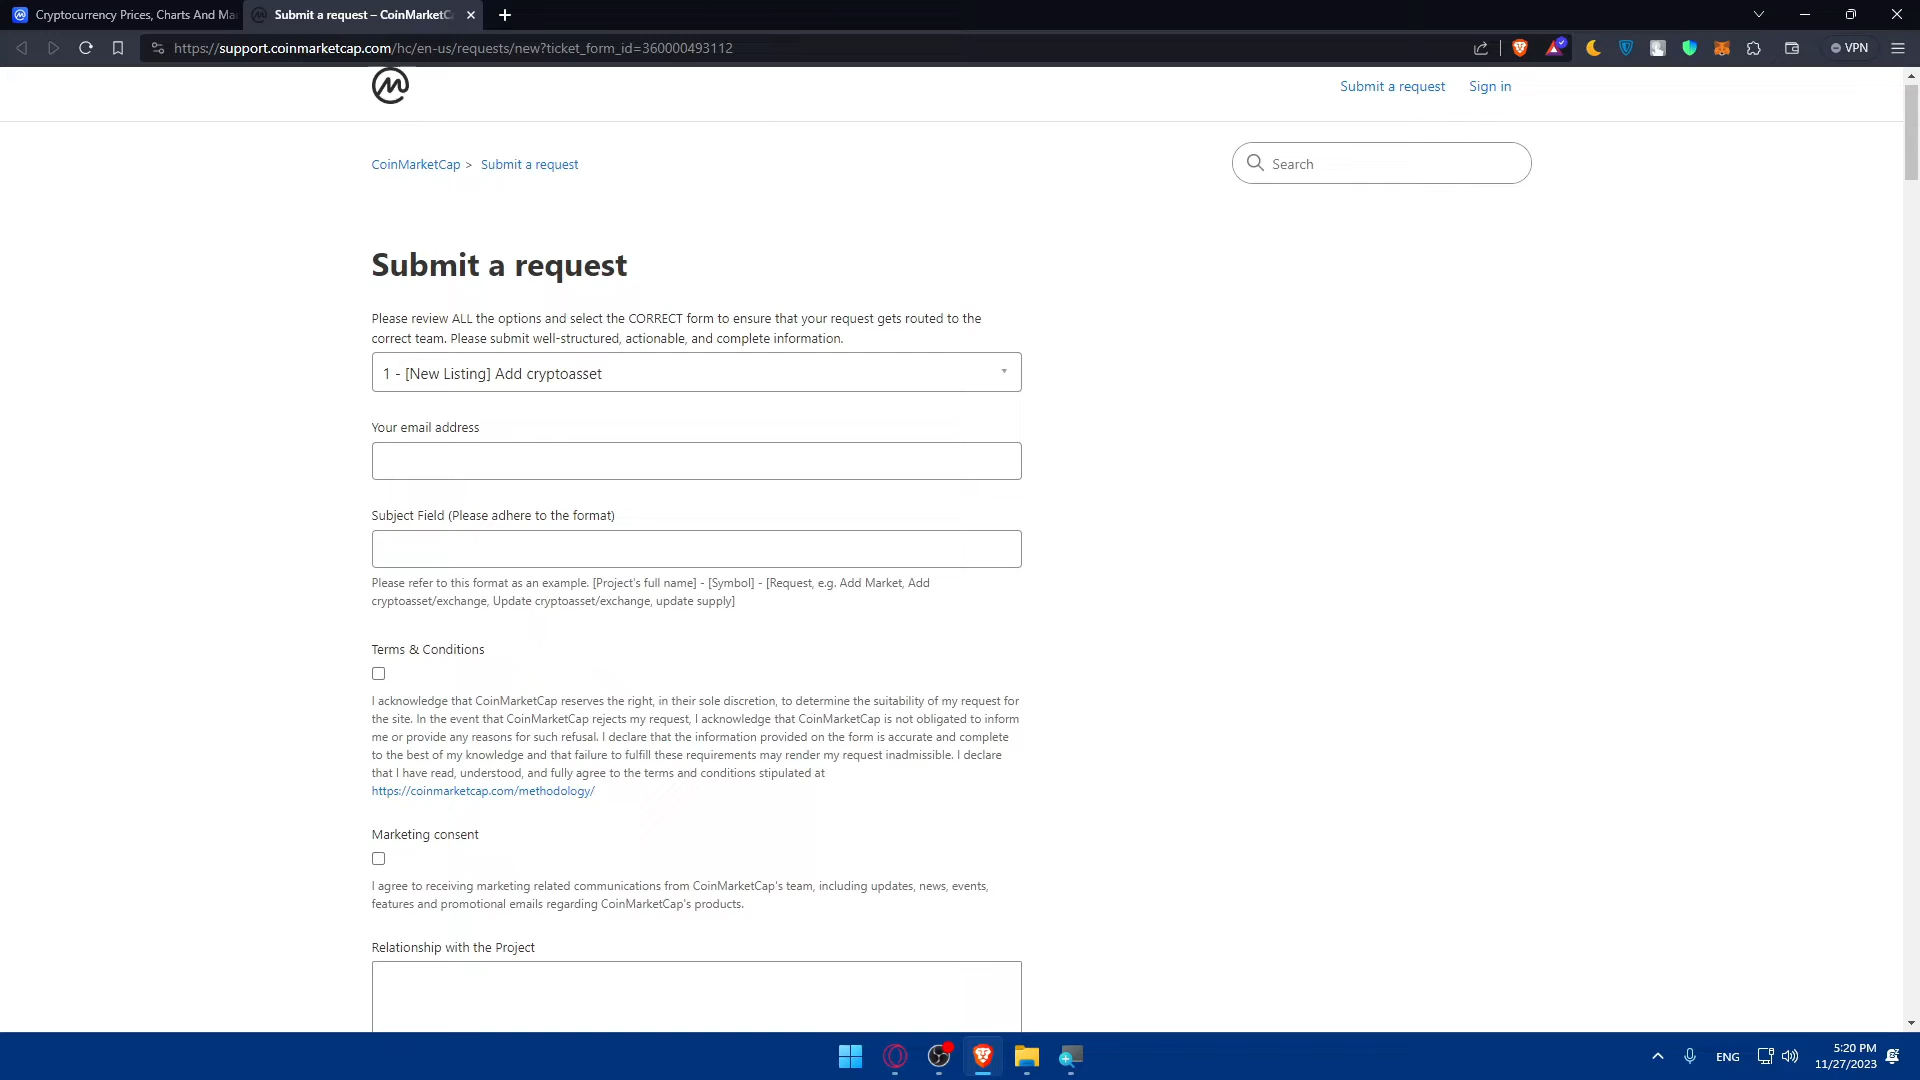 Cryptocurrency Prices, Charts And Ma
Submit a request – CoinMarketC
https://support.coinmarketcap.com/hc/en-us/requests/new?ticket_form_id=360000493112
VPN
Submit a request
Sign in
CoinMarketCap > Submit a request
Search
Submit a request
Please review ALL the options and select the CORRECT form to ensure that your request gets routed to the
correct team. Please submit well-structured, actionable, and complete information.
1 - [New Listing] Add cryptoasset
Your email address
Subject Field (Please adhere to the format)
Please refer to this format as an example. [Project's full name] - [Symbol] - [Request, e.g. Add Market, Add
cryptoasset/exchange, Update cryptoasset/exchange, update supply]
Terms & Conditions
I acknowledge that CoinMarketCap reserves the right, in their sole discretion, to determine the suitability of my request for
the site. In the event that CoinMarketCap rejects my request, I acknowledge that CoinMarketCap is not obligated to inform
me or provide any reasons for such refusal. I declare that the information provided on the form is accurate and complete
to the best of my knowledge and that failure to fulfill these requirements may render my request inadmissible. I declare
that I have read, understood, and fully agree to the terms and conditions stipulated at
https://coinmarketcap.com/methodology/
Marketing consent
I agree to receiving marketing related communications from CoinMarketCap's team, including updates, news, events,
features and promotional emails regarding CoinMarketCap's products.
Relationship with the Project
ENG
5:20 PM
11/27/2023